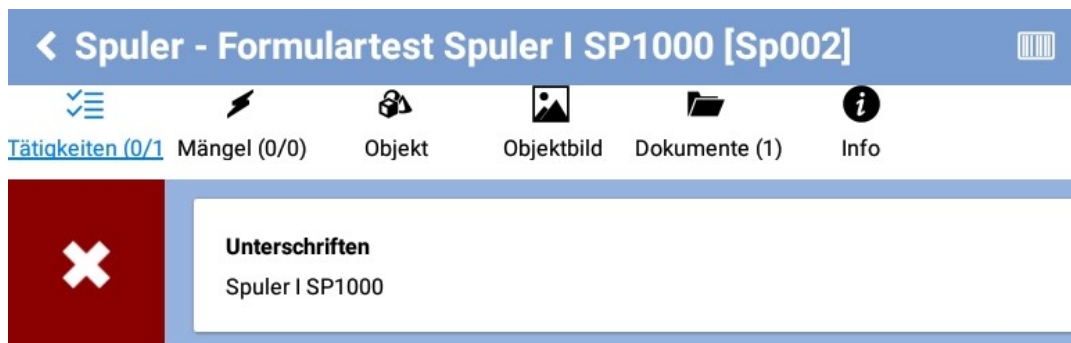 Spuler - Formulartest Spuler I SP1000 [Sp002]
Tätigkeiten (0/1 Mängel (0/0) Objekt Objektbild Dokumente (1) Info
Unterschriften
Spuler I SP1000